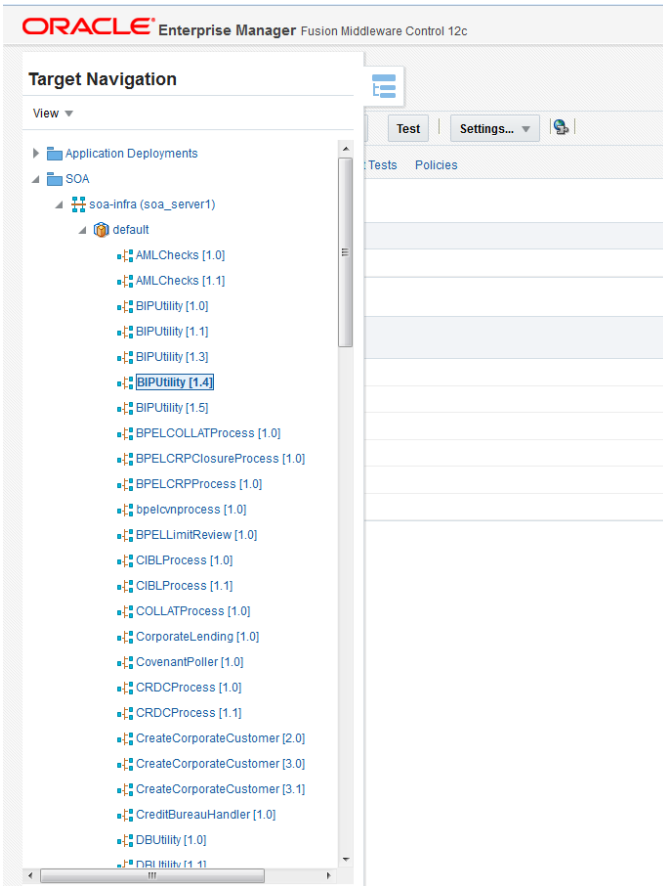 ORACLE Enterprise Manager Fusion Middleware Control 12c
Target Navigation
View
Test Settings...
Tests Policies
Application Deployments
SOA
soa-infra (soa_server1)
default
AMLChecks [1.0]
AMLChecks [1.1]
BIPUtility [1.0]
BIPUtility [1.1]
BIPUtility [1.3]
BIPUtility [1.4]
BIPUtility [1.5]
BPELCOLLATProcess [1.0]
BPELCRPClosureProcess [1.0]
BPELCRPProcess [1.0]
bpelcvnprocess [1.0]
BPELLimitReview [1.0]
CIBLProcess [1.0]
CIBLProcess [1.1]
COLLATProcess [1.0]
CorporateLending [1.0]
CovenantPoller [1.0]
CRDCProcess [1.0]
CRDCProcess [1.1]
CreateCorporateCustomer [2.0]
CreateCorporateCustomer [3.0]
CreateCorporateCustomer [3.1]
CreditBureauHandler [1.0]
DBUtility [1.0]
DBUtility [1.1]